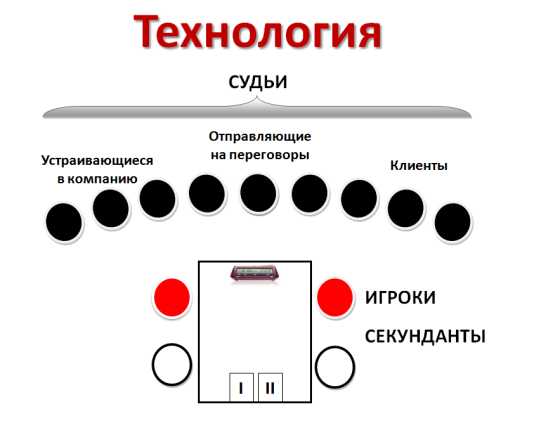 Технология
СУДЬИ
Отправляющие
на переговоры
Устраивающиеся
в компанию
Клиенты
ИГРОКИ
СЕКУНДАНТЫ
I II